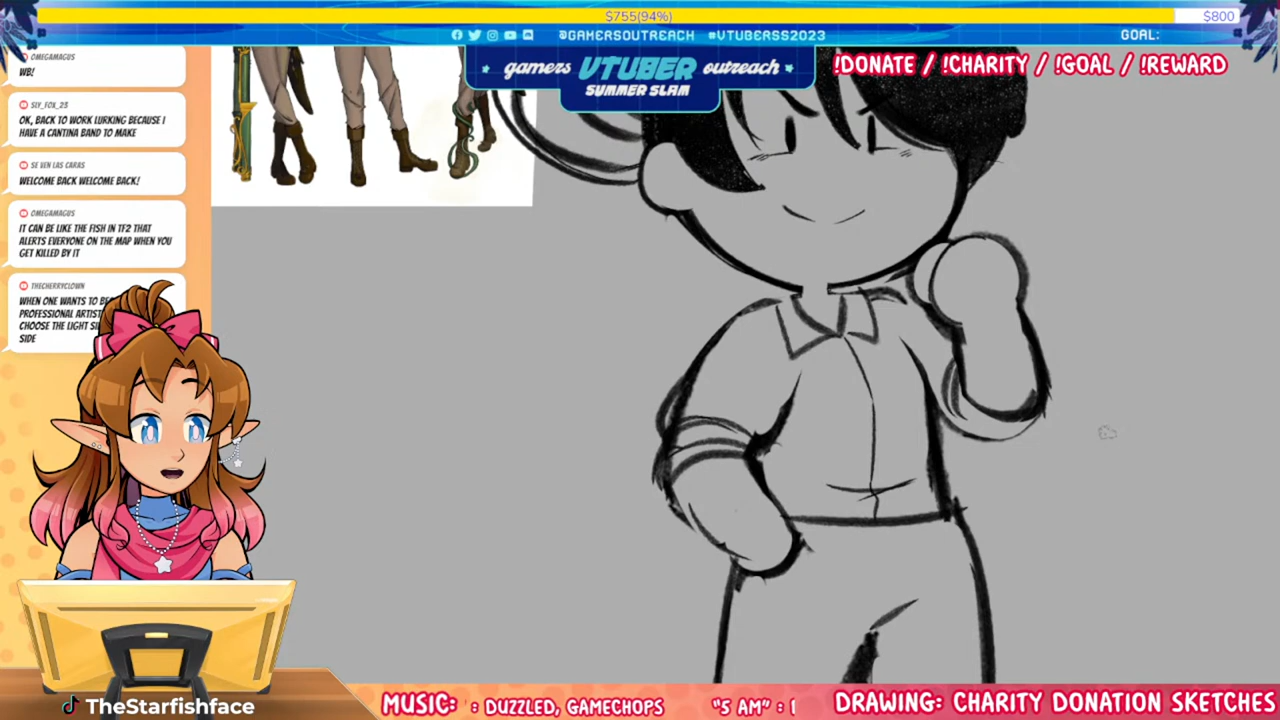 $755(94%)
$800
@GAMERSOUTREACH #VTUBERSS2023
GOAL:
gamers VTUBER outreach
SUMMER SLAM
!DONATE / !CHARITY / !GOAL / !REWARD
OMEGAMAGUS
WB!
SLY_FOX_23
OK, BACK TO WORK LURKING BECAUSE I
HAVE A CANTINA BAND TO MAKE
SE VEN LAS CARAS
WELCOME BACK WELCOME BACK!
OMEGAMAGUS
IT CAN BE LIKE THE FISH IN TF2 THAT
ALERTS EVERYONE ON THE MAP WHEN YOU
GET KILLED BY IT
THECHERRYCLOWN
WHEN ONE WANTS TO
PROFESSIONAL
CHOOSE THE LIGHT
SIDE
TheStarfishface
MUSIC: : DUZZLED, GAMECHOPS "5 AM" :
DRAWING: CHARITY DONATION SKETCHES